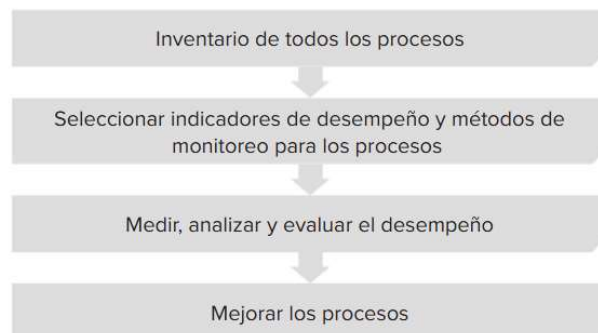 Inventario de todos los procesos
Seleccionar indicadores de desempeño y métodos de
monitoreo para los procesos
Medir, analizar y evaluar el desempeño
Mejorar los procesos